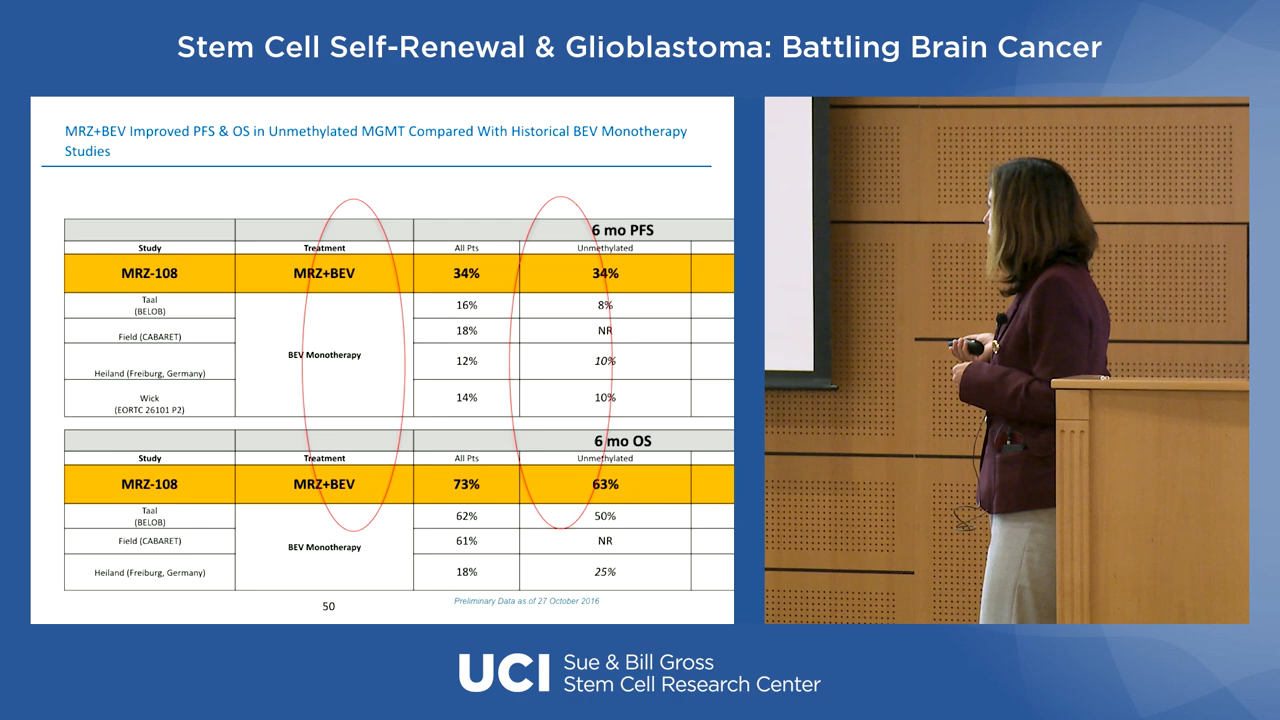 Stem Cell Self-Renewal & Glioblastoma: Battling Brain Cancer
MRZ+BEV Improved PFS & OS in Unmethylated MGMT Compared With Historical BEV Monotherapy
Studies
6 mo PFS
Study Treatment All Pts Unmethylated
MRZ-108 MRZ+BEV 34% 34%
Taal
(BELOB) 16% 8%
Field (CABARET) 18% NR
BEV Monotherapy
Heiland (Freiburg, Germany) 12% 10%
Wick
(EORTC 26101 P2) 14% 10%
6 mo OS
Study Treatment All Pts Unmethylated
MRZ-108 MRZ+BEV 73% 63%
Taal
(BELOB) 62% 50%
Field (CABARET) 61% NR
BEV Monotherapy
Heiland (Freiburg, Germany) 18% 25%
50
Preliminary Data as of 27 October 2016
UCI
Sue & Bill Gross
Stem Cell Research Center